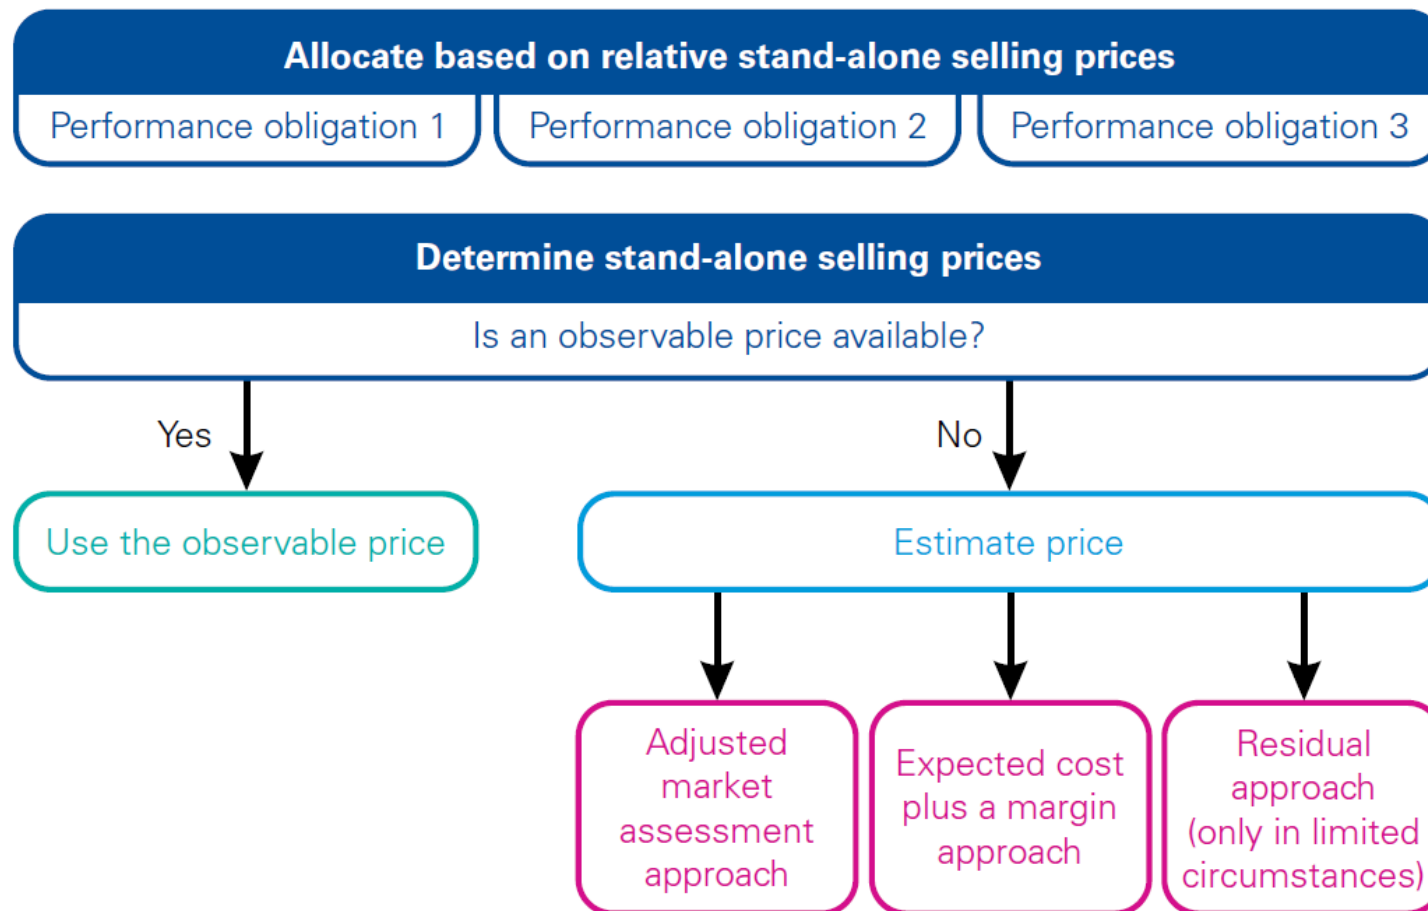 Allocate based on relative stand-alone selling prices
Performance obligation 1
Performance obligation 2
Performance obligation 3
Determine stand-alone selling prices
Is an observable price available?
Yes
No
Use the observable price
Estimate price
Adjusted
market
assessment
approach
Expected cost
plus a margin
approach
Residual
approach
(only in limited
circumstances)